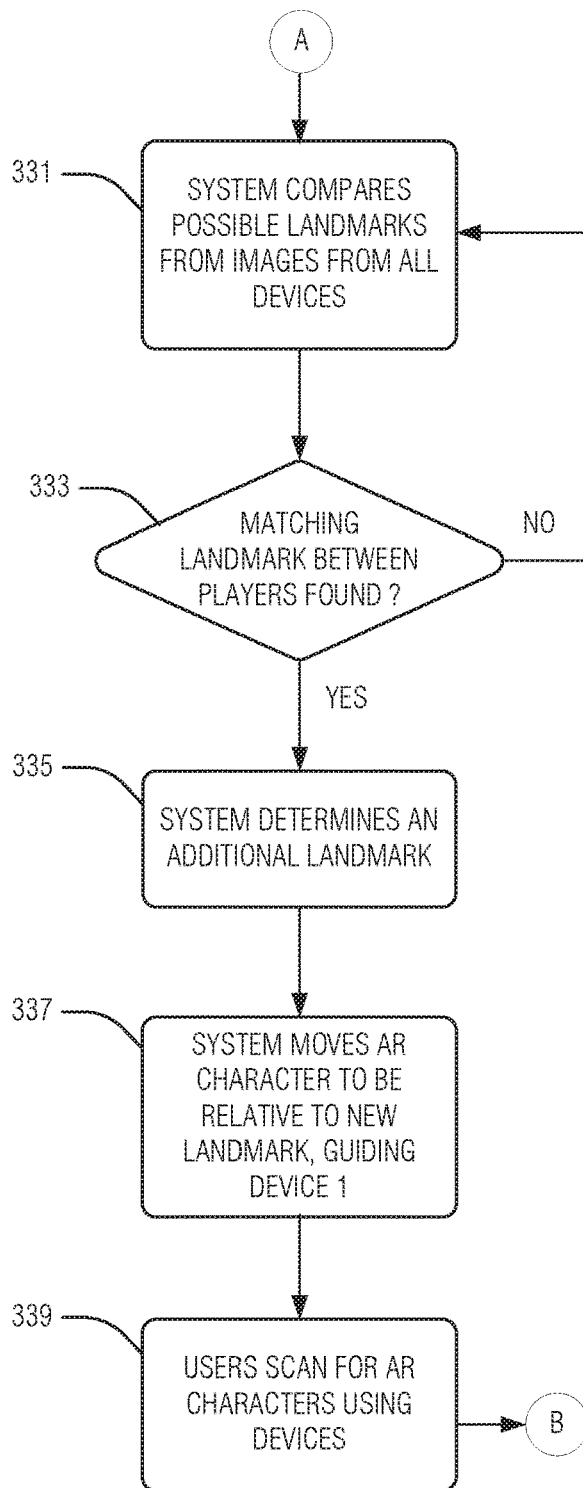 A
331
SYSTEM COMPARES
POSSIBLE LANDMARKS
FROM IMAGES FROM ALL
DEVICES
333
MATCHING
LANDMARK BETWEEN
PLAYERS FOUND ?
NO
YES
335
SYSTEM DETERMINES AN
ADDITIONAL LANDMARK
337
SYSTEM MOVES AR
CHARACTER TO BE
RELATIVE TO NEW
LANDMARK, GUIDING
DEVICE 1
339
USERS SCAN FOR AR
CHARACTERS USING
DEVICES
B